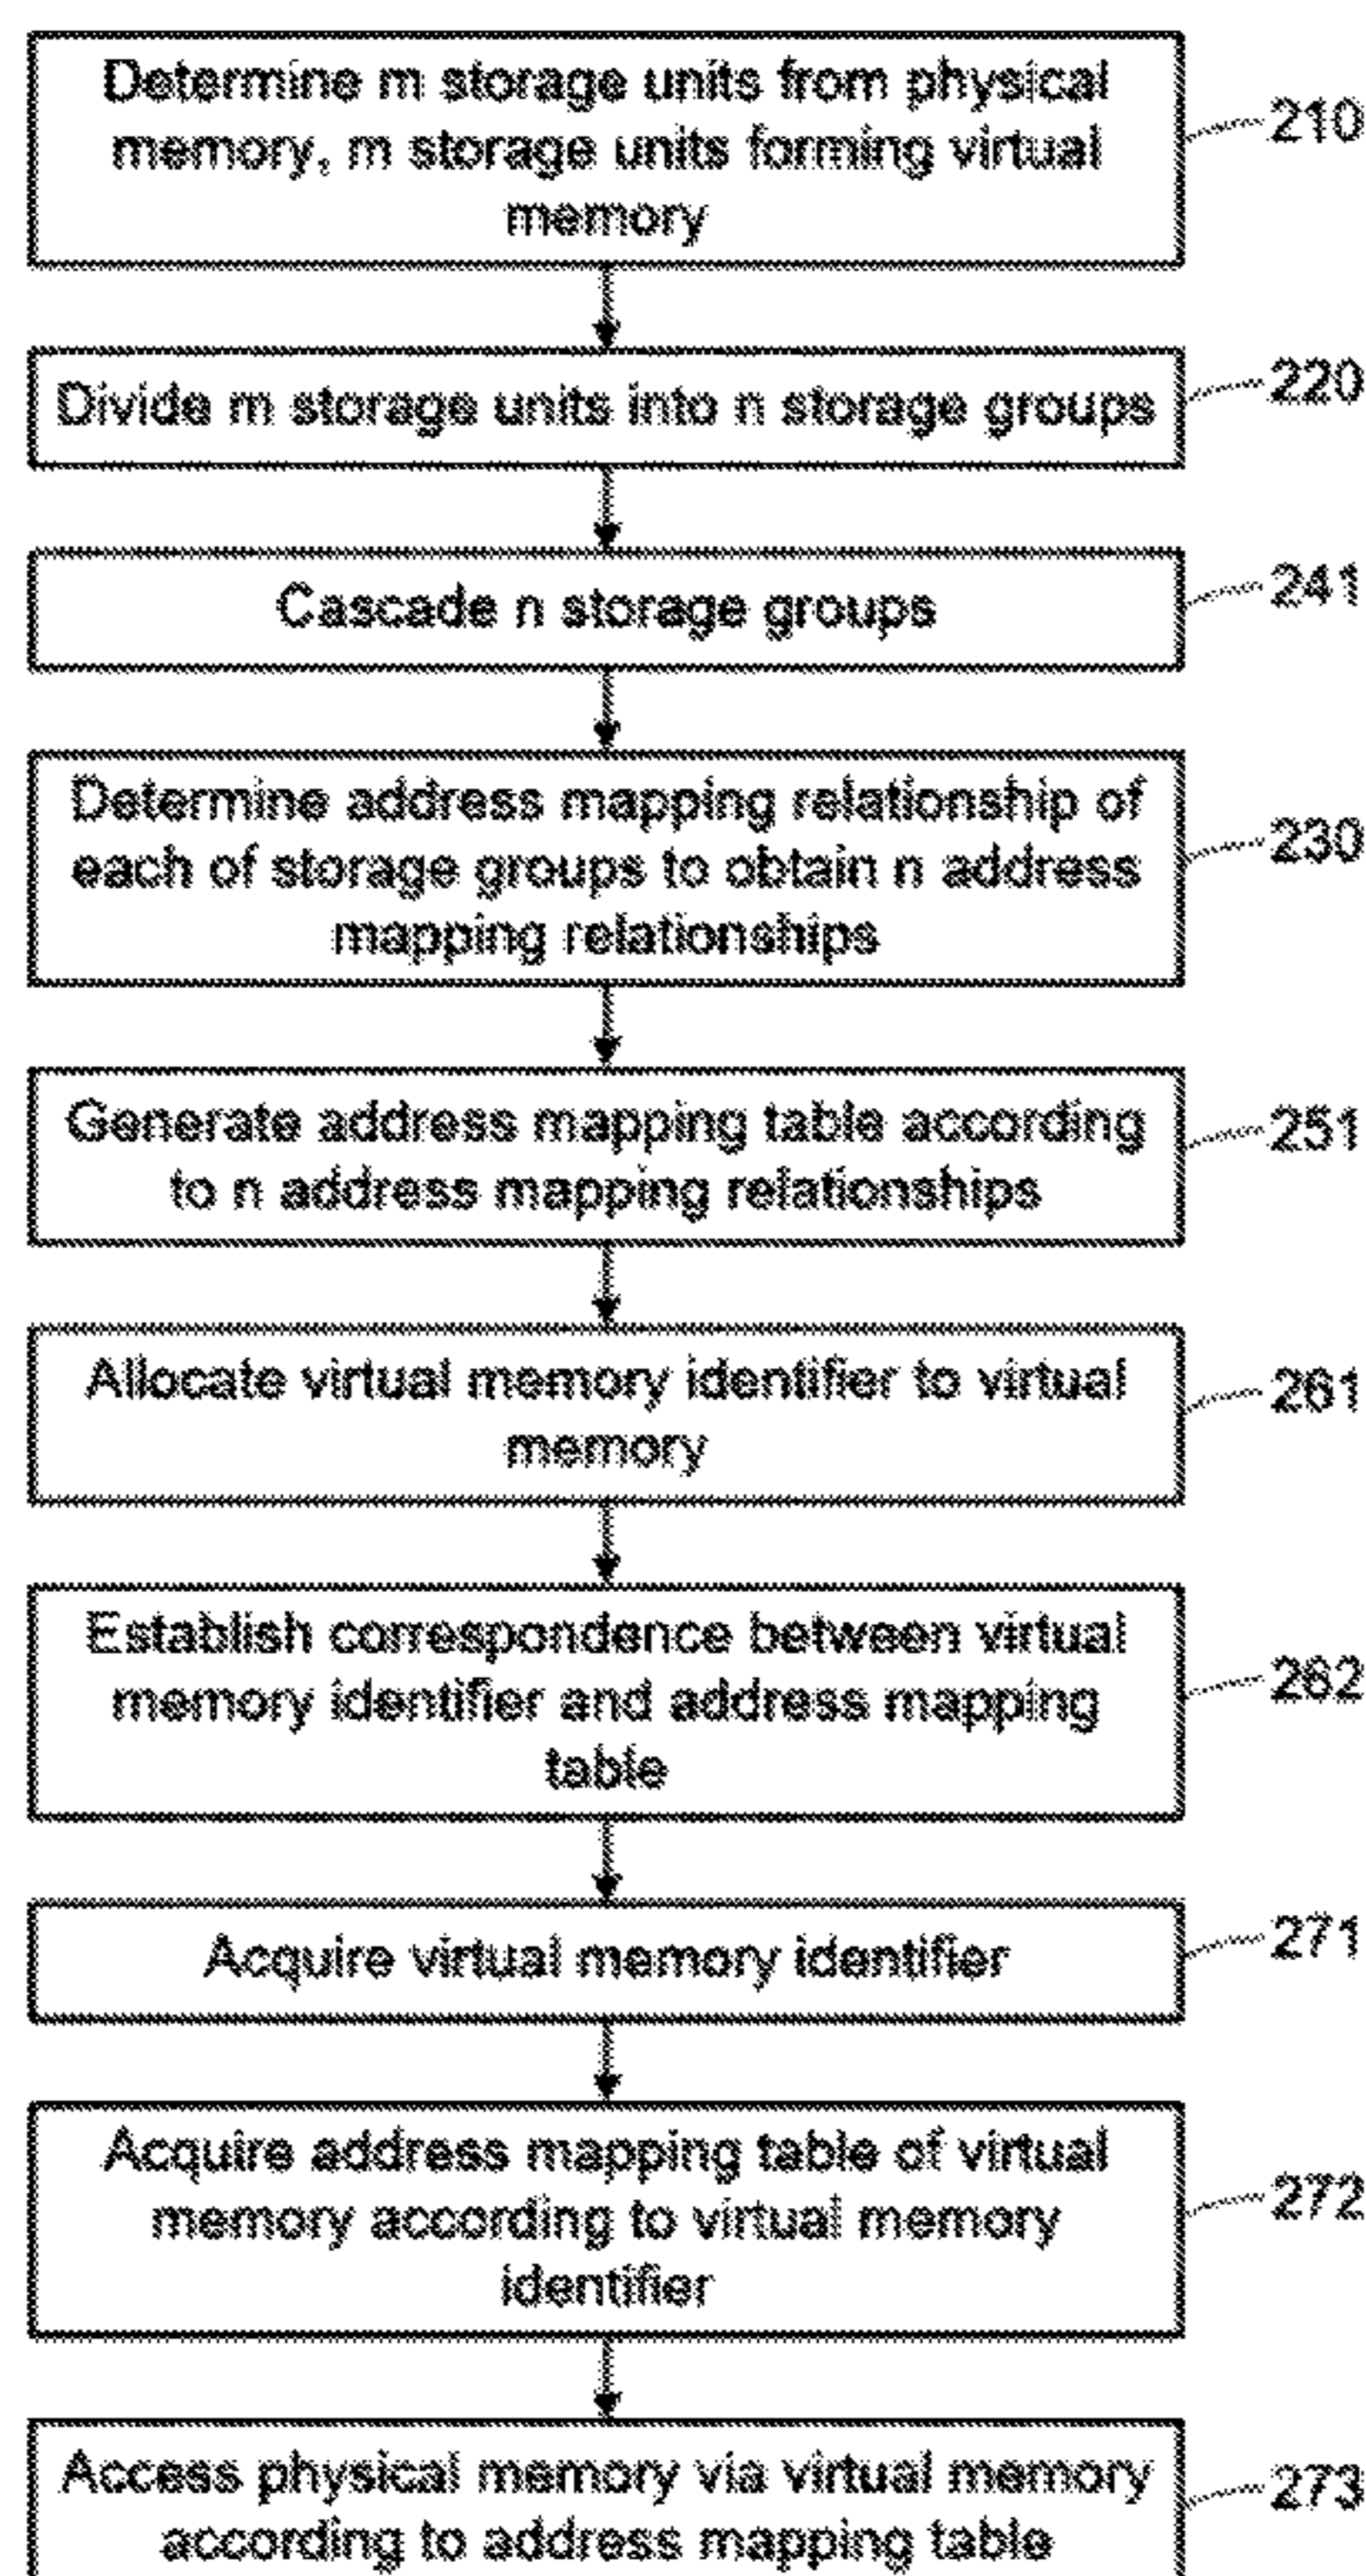 Determine m storage units from physical
memory, m storage units forming virtual
memory
210
Divide m storage units into n storage groups
220
Cascade n storage groups
241
Determine address mapping relationship of
each of storage groups to obtain n address
mapping relationships
230
Generate address mapping table according
to n address mapping relationships
251
Allocate virtual memory identifier to virtual
memory
261
Establish correspondence between virtual
memory identifier and address mapping
table
262
Acquire virtual memory identifier
271
Acquire address mapping table of virtual
memory according to virtual memory
identifier
272
Access physical memory via virtual memory
according to address mapping table
273